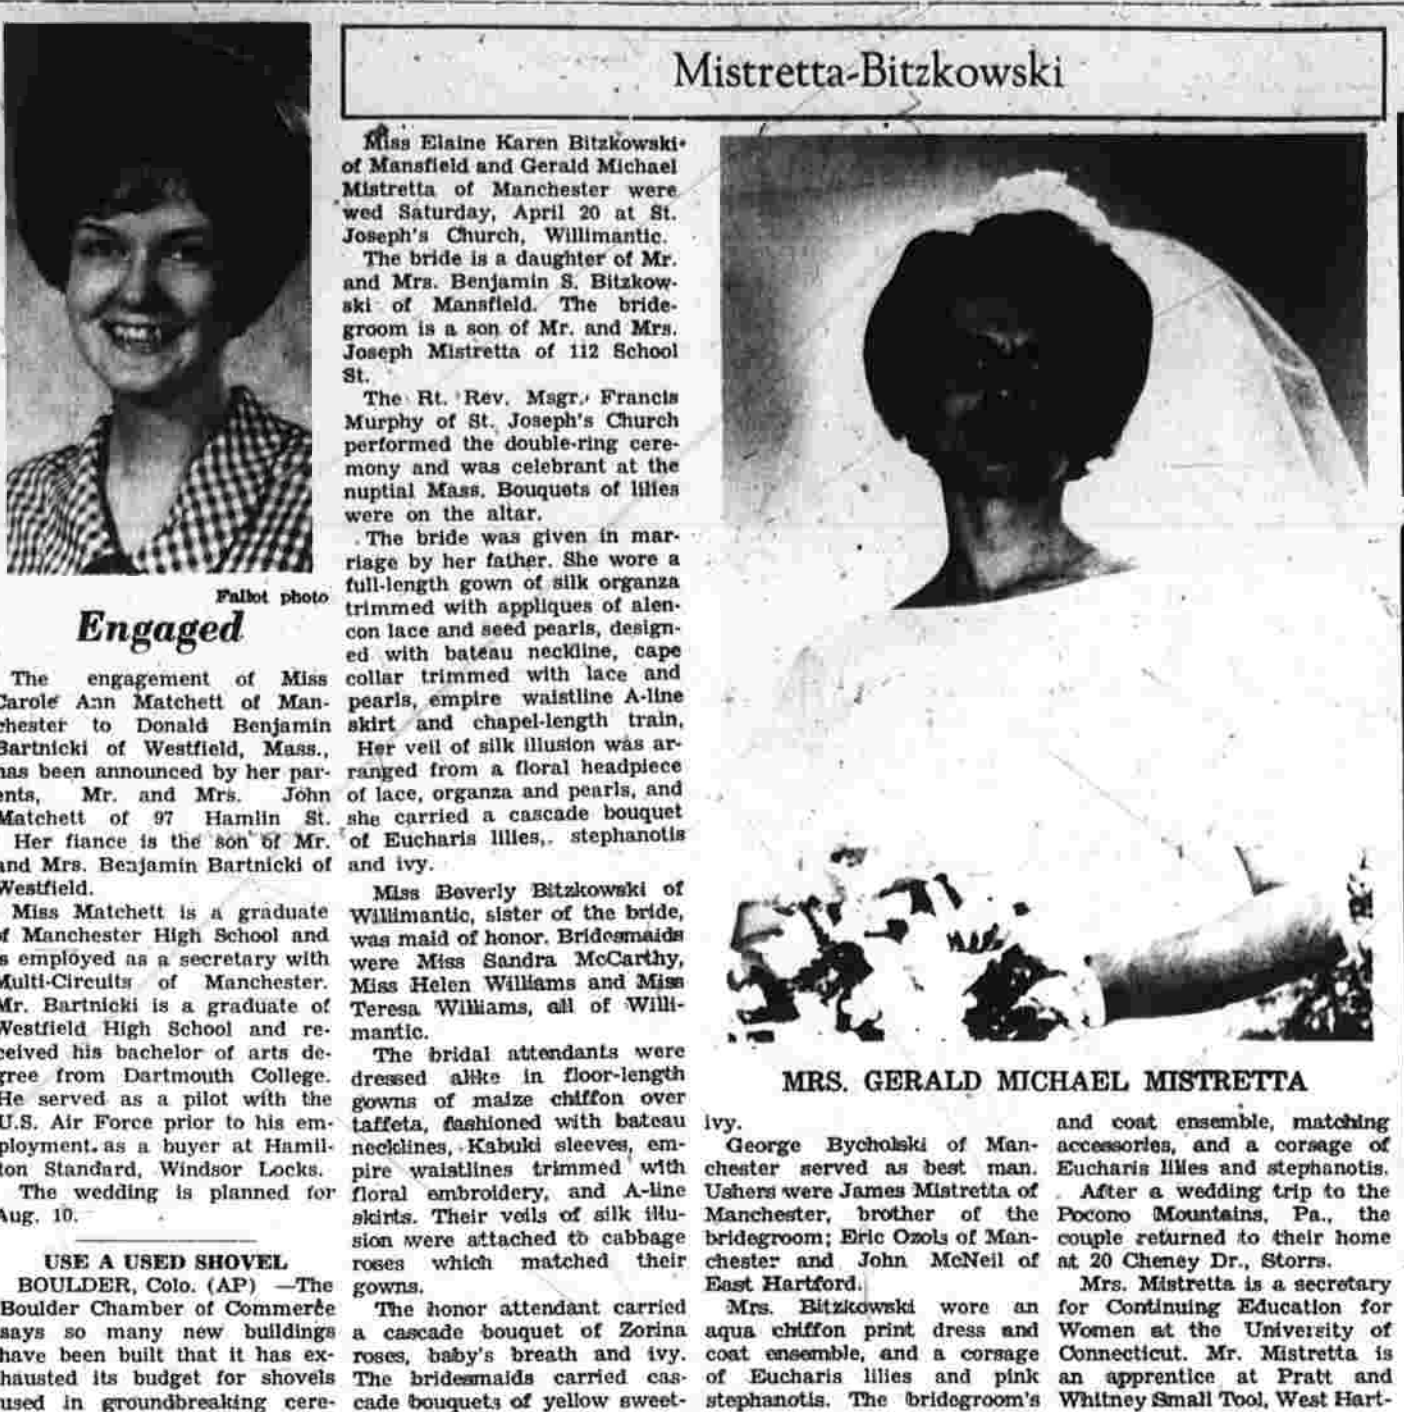 Fallot photo
Engaged
The engagement of Miss
Carole Ann Matchett of Man-
chester to Donald Benjamin
Bartnicki of Westfield, Mass.,
has been announced by her par-
ents, Mr. and Mrs. John
Matchett of 97 Hamlin St.
Her fiance is the son of Mr.
and Mrs. Benjamin Bartnicki of
Westfield.
Miss Matchett is a graduate
of Manchester High School and
is employed as a secretary with
Multi-Circuits of Manchester.
Mr. Bartnicki is a graduate of
Westfield High School and re-
ceived his bachelor of arts de-
gree from Dartmouth College.
He served as a pilot with the
U.S. Air Force prior to his em-
ployment as a buyer at Hamil-
ton Standard, Windsor Locks.
The wedding is planned for
Aug. 10.
USE A USED SHOVEL
BOULDER, Colo. (AP) —The
Boulder Chamber of Commerce
says so many new buildings
have been built that it has ex-
hausted its budget for shovels
used in groundbreaking cere-
Mistretta-Bitzkowski
Miss Elaine Karen Bitzkowski
of Mansfield and Gerald Michael
Mistretta of Manchester were
wed Saturday, April 20 at St.
Joseph's Church, Willimantic.
The bride is a daughter of Mr.
and Mrs. Benjamin S. Bitzkow-
ski of Mansfield. The bride-
groom is a son of Mr. and Mrs.
Joseph Mistretta of 112 School
St.
The Rt. Rev. Msgr. Francis
Murphy of St. Joseph's Church
performed the double-ring cere-
mony and was celebrant at the
nuptial Mass. Bouquets of lilies
were on the altar.
The bride was given in mar-
riage by her father. She wore a
full-length gown of silk organza
trimmed with appliques of alen-
con lace and seed pearls, design-
ed with bateau neckline, cape
collar trimmed with lace and
pearls, empire waistline A-line
skirt and chapel-length train,
Her veil of silk illusion was ar-
ranged from a floral headpiece
of lace, organza and pearls, and
she carried a cascade bouquet
of Eucharis lilies, stephanotis
and ivy.
Miss Beverly Bitzkowski of
Willimantic, sister of the bride,
was maid of honor. Bridesmaids
were Miss Sandra McCarthy,
Miss Helen Williams and Miss
Teresa Williams, all of Willi-
mantic.
The bridal attendants were
dressed alike in floor-length
gowns of maize chiffon over
taffeta, fashioned with bateau
necklines, Kabuki sleeves, em-
pire waistlines trimmed with
floral embroidery, and A-line
skirts. Their veils of silk illu-
sion were attached to cabbage
roses which matched their
gowns.
The honor attendant carried
a cascade bouquet of Zorina
roses, baby's breath and ivy.
The bridesmaids carried cas-
cade bouquets of yellow sweet-
MRS. GERALD MICHAEL MISTRETTA
ivy.
George Bycholski of Man-
chester served as best man.
Ushers were James Mistretta of
Manchester, brother of the
bridegroom; Eric Ozols of Man-
chester and John McNeil of
East Hartford.
Mrs. Bitzkowski wore an
aqua chiffon print dress and
coat ensemble, and a corsage
of Eucharis lilies and pink
stephanotis. The bridegroom's
and coat ensemble, matching
accessories, and a corsage of
Eucharis lilies and stephanotis.
After a wedding trip to the
Pocono Mountains, Pa., the
couple returned to their home
at 20 Cheney Dr., Storrs.
Mrs. Mistretta is a secretary
for Continuing Education for
Women at the University of
Connecticut. Mr. Mistretta is
an apprentice at Pratt and
Whitney Small Tool, West Hart-